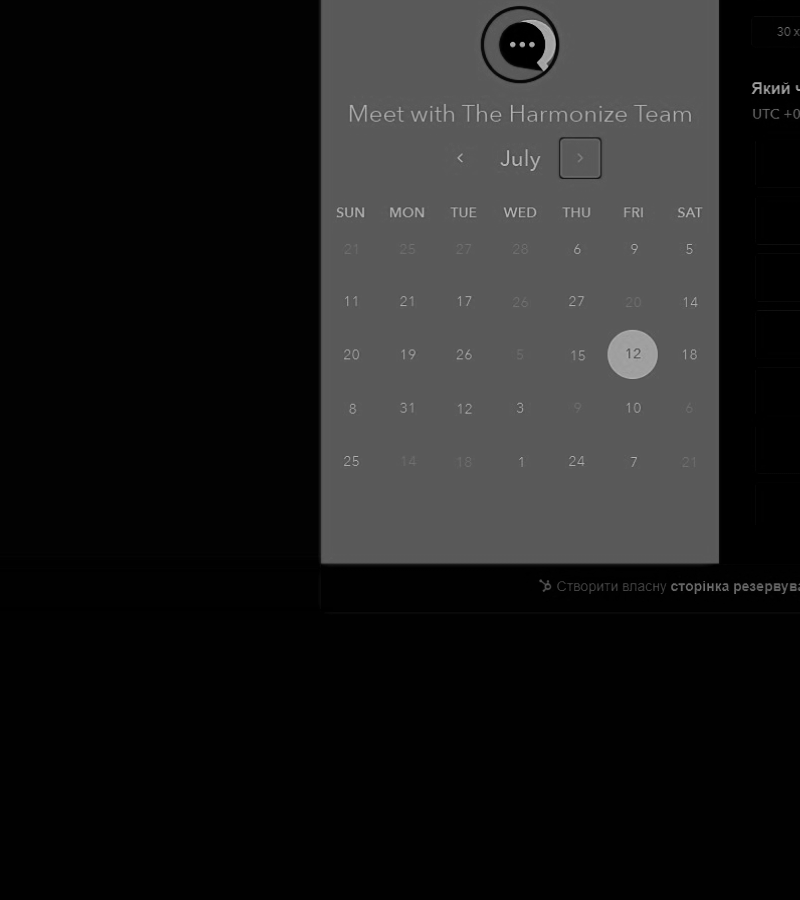 30 х
Meet with The Harmonize Team
Який ч
UTC +0
July
SUN MON TUE WED THU FRI SAT
21 25 27 28 6 9 5
11 21 17 26 27 20 14
20 19 26 5 15 12 18
8 31 12 3 9 10 6
25 14 18 1 24 7 21
Створити власну сторінка резервува